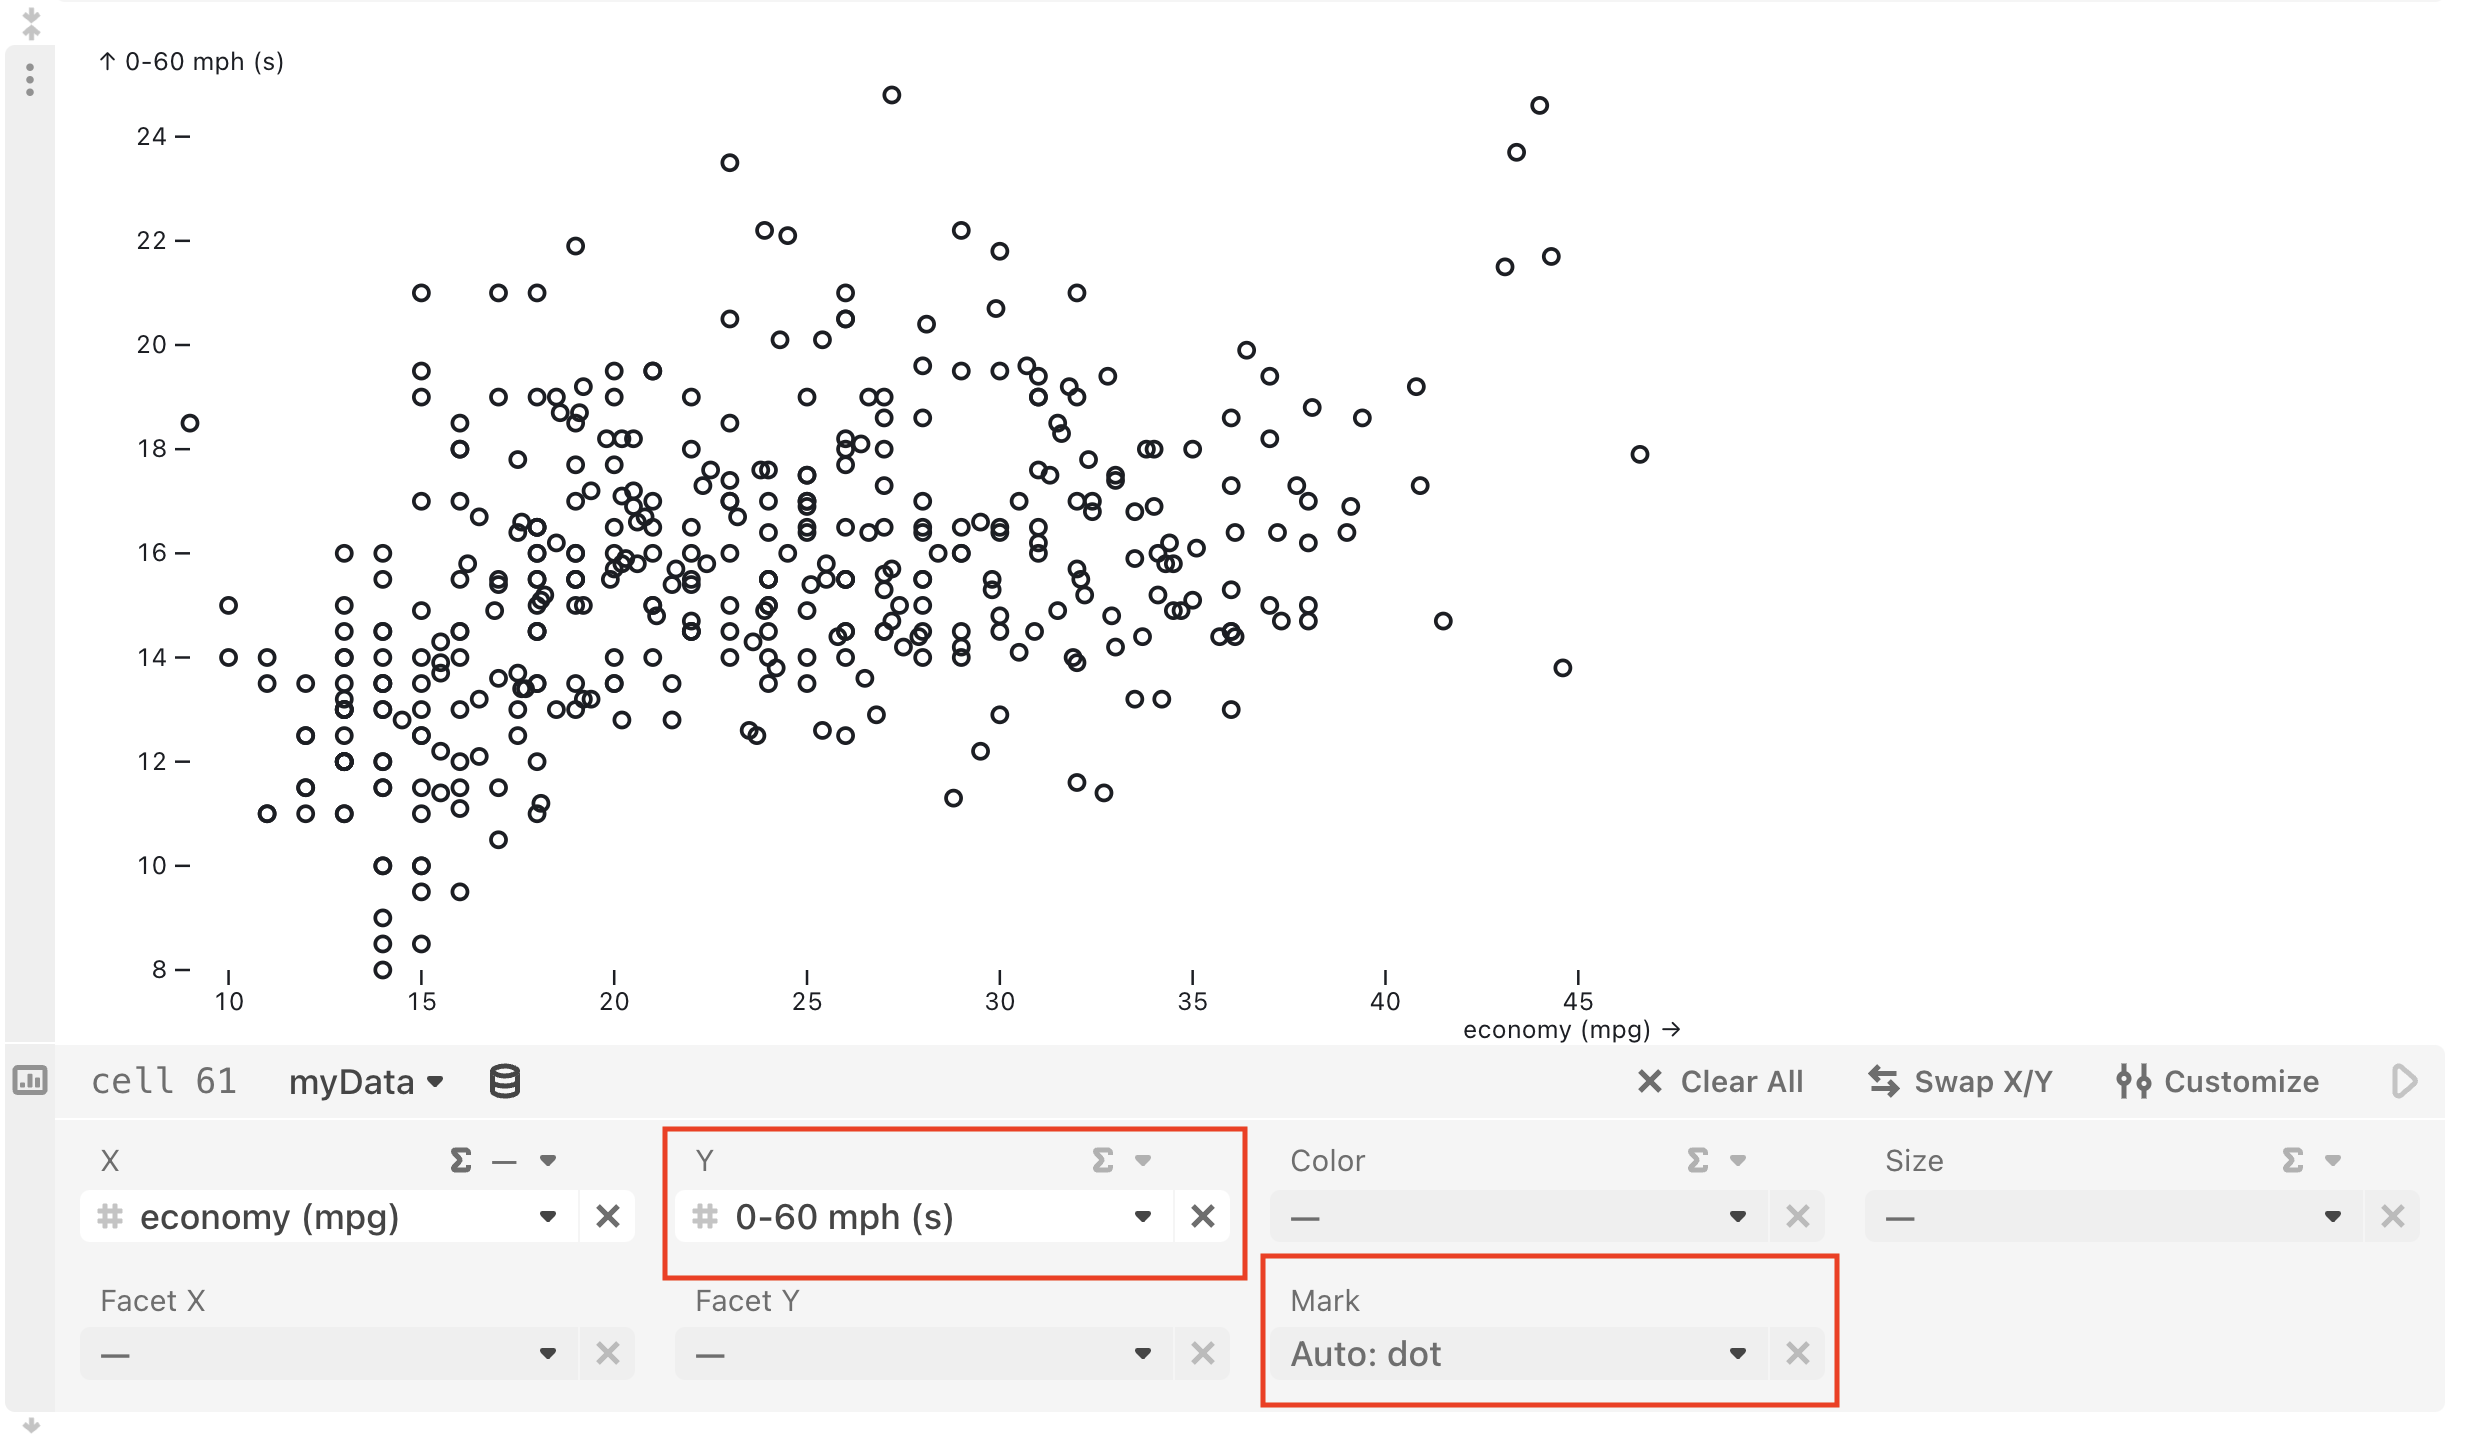 ↑ 0-60 mph (s)
24
22
20
18
16
14
12
10
8
10 15 20 25 30 35 40 45
economy (mpg) →
cell 61 myData Clear All Swap X/Y Customize
X Σ — Y Σ Color Σ Size Σ
# economy (mpg) # 0-60 mph (s) — —
Facet X Facet Y Mark
— — Auto: dot